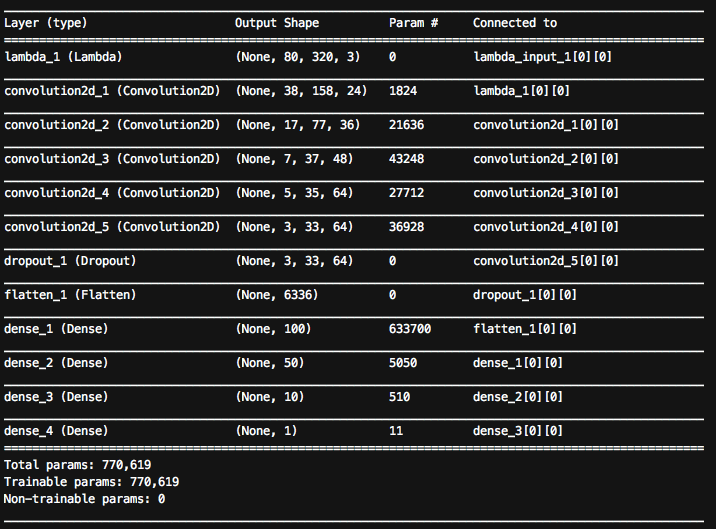 Layer (type) Output Shape Param # Connected to
lambda_1 (Lambda) (None, 80, 320, 3) 0 lambda_input_1[0][0]
convolution2d_1 (Convolution2D) (None, 38, 158, 24) 1824 lambda_1[0][0]
convolution2d_2 (Convolution2D) (None, 17, 77, 36) 21636 convolution2d_1[0][0]
convolution2d_3 (Convolution2D) (None, 7, 37, 48) 43248 convolution2d_2[0][0]
convolution2d_4 (Convolution2D) (None, 5, 35, 64) 27712 convolution2d_3[0][0]
convolution2d_5 (Convolution2D) (None, 3, 33, 64) 36928 convolution2d_4[0][0]
dropout_1 (Dropout) (None, 3, 33, 64) 0 convolution2d_5[0][0]
flatten_1 (Flatten) (None, 6336) 0 dropout_1[0][0]
dense_1 (Dense) (None, 100) 633700 flatten_1[0][0]
dense_2 (Dense) (None, 50) 5050 dense_1[0][0]
dense_3 (Dense) (None, 10) 510 dense_2[0][0]
dense_4 (Dense) (None, 1) 11 dense_3[0][0]
Total params: 770,619
Trainable params: 770,619
Non-trainable params: 0